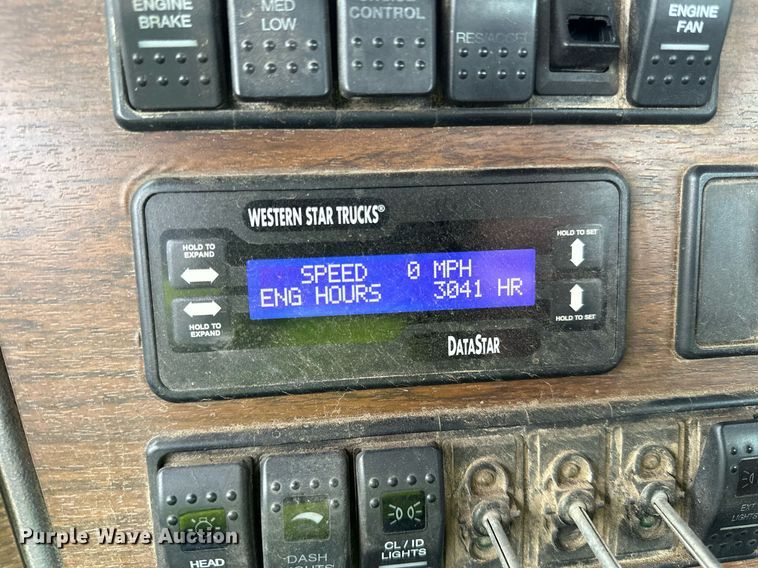 ENGINE
BRAKE
MED
LOW
CONTROL
RES/ACCEL
ENGINE
FAN
WESTERN STAR TRUCKS®
HOLD TO
EXPAND
HOLD TO SET
SPEED 0 MPH
ENG HOURS 3041 HR
HOLD TO
EXPAND
HOLD TO SET
DATASTAR
HEAD
DASH
CL/ID
LIGHTS
EXT
LIGHTS
Purple Wave Auction